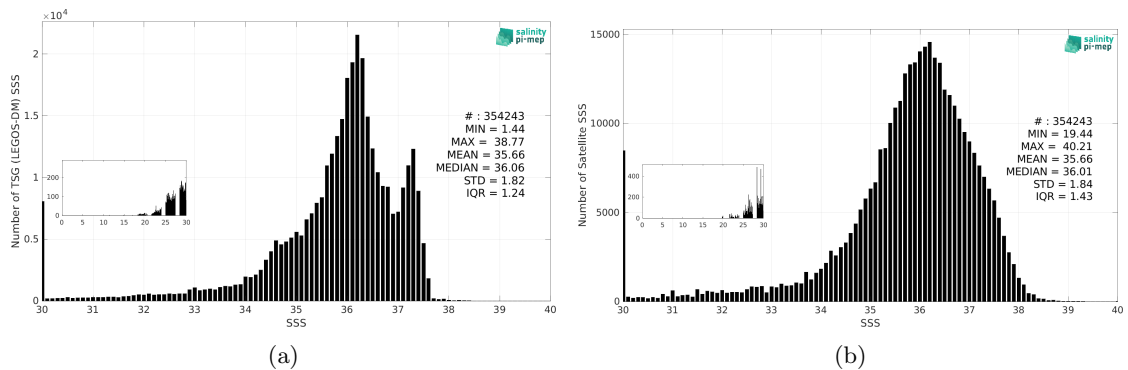 ×10⁴
2
1.5
1
0.5
0
Number of TSG (LEGOS-DM) SSS
salinity
pi-mep
# : 354243
MIN = 1.44
MAX = 38.77
MEAN = 35.66
MEDIAN = 36.06
STD = 1.82
IQR = 1.24
200
100
0
0 5 10 15 20 25 30
30 31 32 33 34 35 36 37 38 39 40
SSS
(a)
15000
10000
5000
0
Number of Satellite SSS
salinity
pi-mep
# : 354243
MIN = 19.44
MAX = 40.21
MEAN = 35.66
MEDIAN = 36.01
STD = 1.84
IQR = 1.43
400
200
0
0 5 10 15 20 25 30
30 31 32 33 34 35 36 37 38 39 40
SSS
(b)